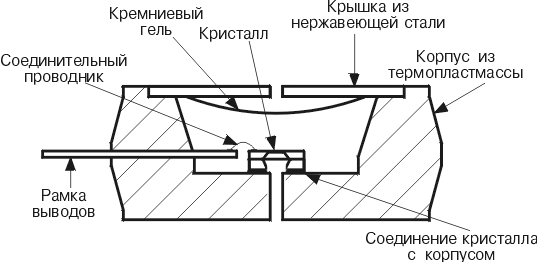 Кремниевый
гель
Кристалл
Крышка из
нержавеющей стали
Соединительный
проводник
Корпус из
термопластмассы
Рамка
выводов
Соединение кристалла
с корпусом